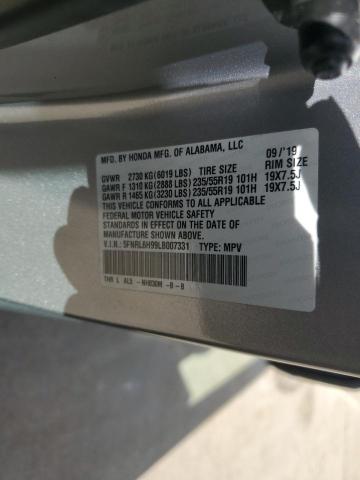 MFD. BY HONDA MFG. OF ALABAMA, LLC 09/'19
GVWR 2730 KG(6019 LBS) TIRE SIZE RIM SIZE
GAWR F 1310 KG(2888 LBS) 235/55R19 101H 19X7.5J
GAWR R 1465 KG(3230 LBS) 235/55R19 101H 19X7.5J
THIS VEHICLE CONFORMS TO ALL APPLICABLE
FEDERAL MOTOR VEHICLE SAFETY
STANDARDS IN EFFECT ON THE DATE OF
MANUFACTURE SHOWN ABOVE.
V.I.N.: 5FNRL6H99LB007331 TYPE: MPV
THR L AL3 - NH830M -B - B